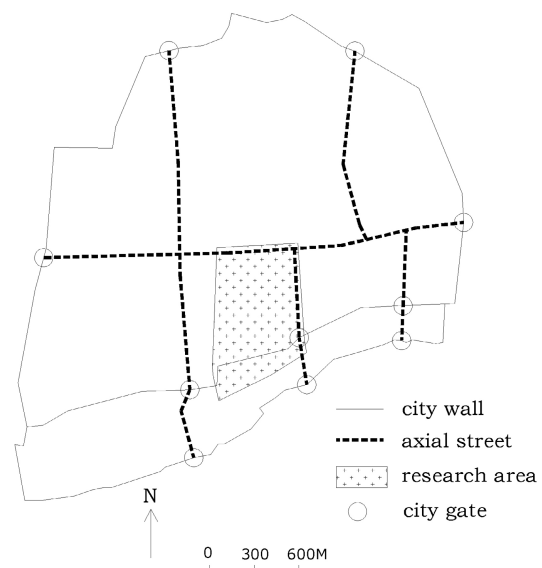 city wall
axial street
research area
city gate
N
0 300 600M